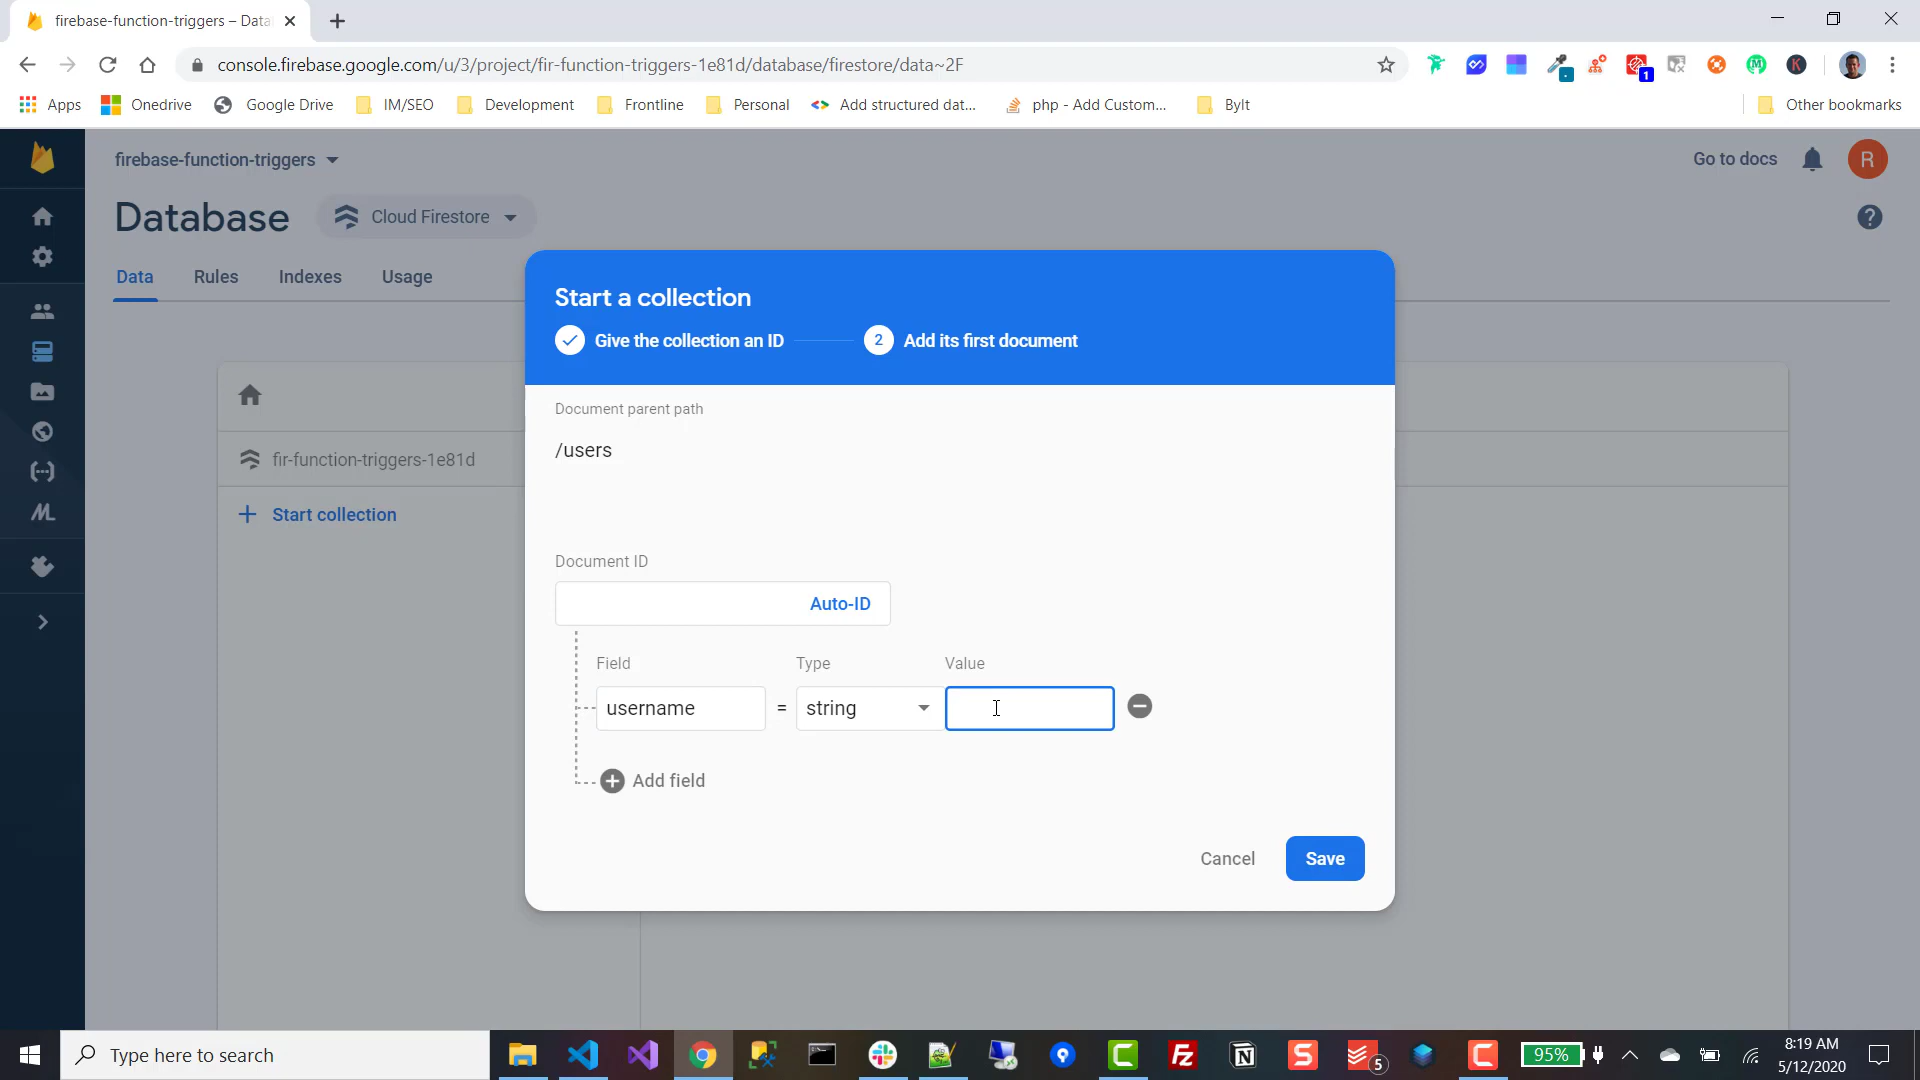 firebase-function-triggers – Data
console.firebase.google.com/u/3/project/fir-function-triggers-1e81d/database/firestore/data~2F
1
Apps
Onedrive
Google Drive
IM/SEO
Development
Frontline
Personal
Add structured dat...
php - Add Custom...
Bylt
Other bookmarks
firebase-function-triggers
Go to docs
R
Database
Cloud Firestore
Data
Rules
Indexes
Usage
Start a collection
Give the collection an ID
2
Add its first document
Document parent path
/users
fir-function-triggers-1e81d
Start collection
Document ID
Auto-ID
Field
Type
Value
username
=
string
Add field
Cancel
Save
Type here to search
5
95%
8:19 AM
5/12/2020